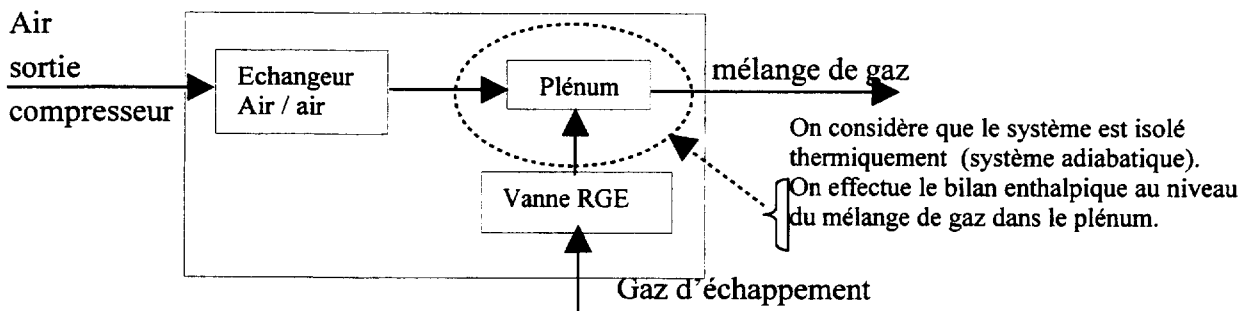 Air
sortie
compresseur
Echangeur
Air / air
Plénum
mélange de gaz
On considère que le système est isolé
thermiquement (système adiabatique).
On effectue le bilan enthalpique au niveau
du mélange de gaz dans le plénum.
Vanne RGE
Gaz d'échappement